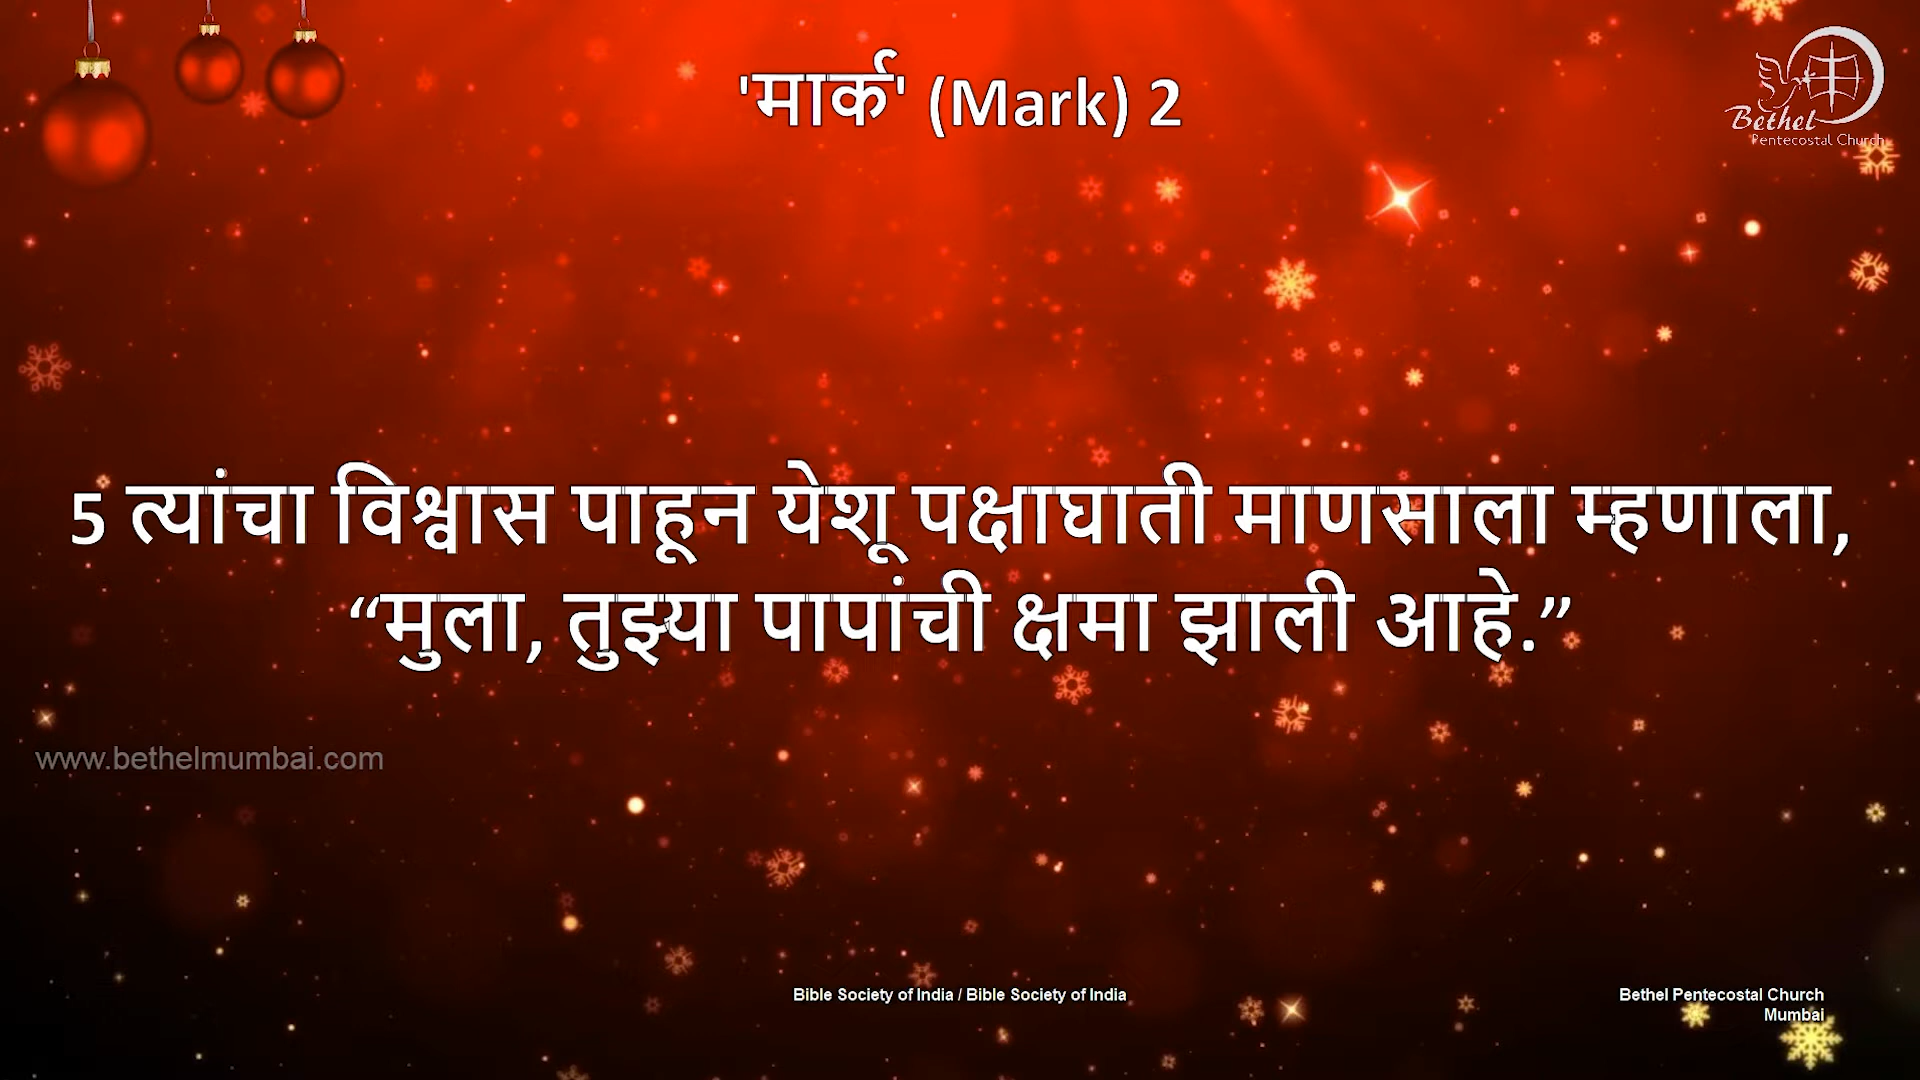 'मार्क' (Mark) 2
Bethel
Pentecostal Church
5 त्यांचा विश्वास पाहून येशू पक्षाघाती माणसाला म्हणाला,
“मुला, तुझ्या पापांची क्षमा झाली आहे.”
www.bethelmumbai.com
Bible Society of India / Bible Society of India
Bethel Pentecostal Church
Mumbai